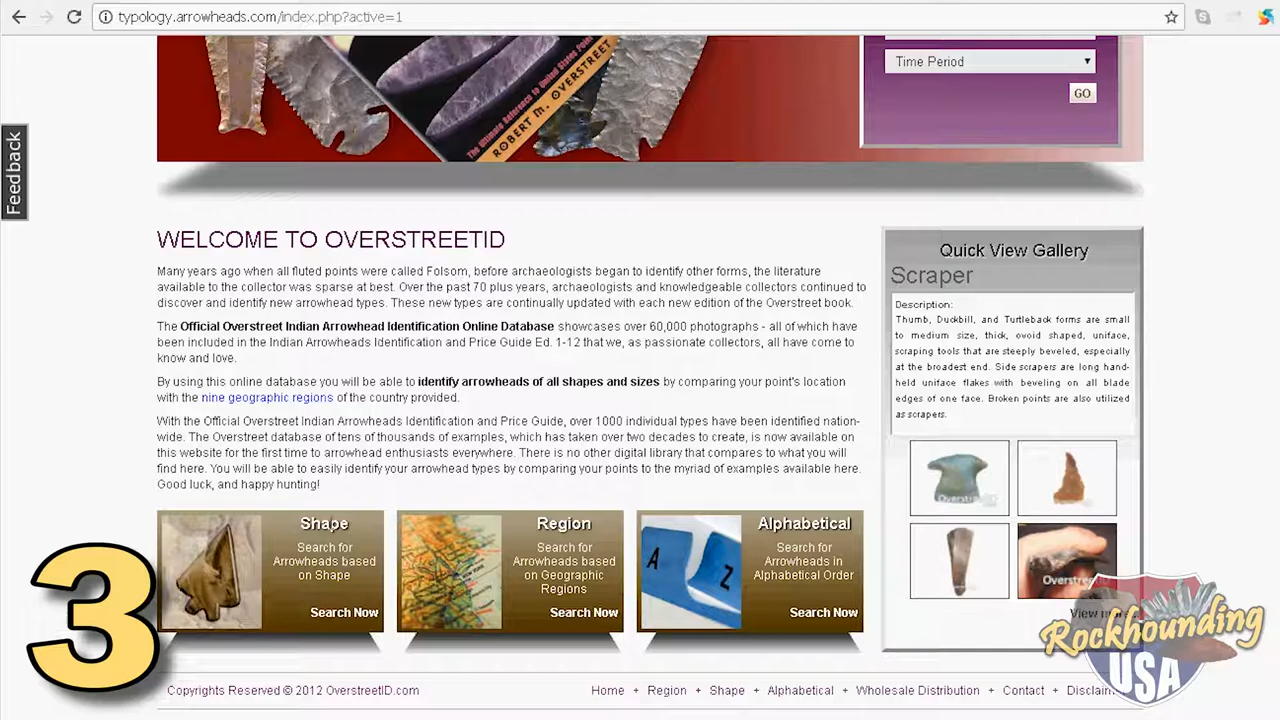 typology.arrowheads.com/index.php?active=1
Feedback
The Ultimate Reference to United States
ROBERT M. OVERSTREET
Time Period
GO
WELCOME TO OVERSTREETID
Many years ago when all fluted points were called Folsom, before archaeologists began to identify other forms, the literature
available to the collector was sparse at best. Over the past 70 plus years, archaeologists and knowledgeable collectors continued to
discover and identify new arrowhead types. These new types are continually updated with each new edition of the Overstreet book.
The Official Overstreet Indian Arrowhead Identification Online Database showcases over 60,000 photographs - all of which have
been included in the Indian Arrowheads Identification and Price Guide Ed. 1-12 that we, as passionate collectors, all have come to
know and love.
By using this online database you will be able to identify arrowheads of all shapes and sizes by comparing your point's location
with the nine geographic regions of the country provided.
With the Official Overstreet Indian Arrowheads Identification and Price Guide, over 1000 individual types have been identified nation-
wide. The Overstreet database of tens of thousands of examples, which has taken over two decades to create, is now available on
this website for the first time to arrowhead enthusiasts everywhere. There is no other digital library that compares to what you will
find here. You will be able to easily identify your arrowhead types by comparing your points to the myriad of examples available here.
Good luck, and happy hunting!
Quick View Gallery
Scraper
Description:
Thumb, Duckbill, and Turtleback forms are small
to medium size, thick, ovoid shaped, uniface,
scraping tools that are steeply beveled, especially
at the broadest end. Side scrapers are long hand-
held uniface flakes with beveling on all blade
edges of one face. Broken points are also utilized
as scrapers.
Shape
Search for
Arrowheads based
on Shape
Search Now
Region
Search for
Arrowheads based
on Geographic
Regions
Search Now
A
Z
Alphabetical
Search for
Arrowheads in
Alphabetical Order
Search Now
View
3
Rockhounding
USA
Copyrights Reserved © 2012 OverstreetID.com
Home + Region + Shape + Alphabetical + Wholesale Distribution + Contact +